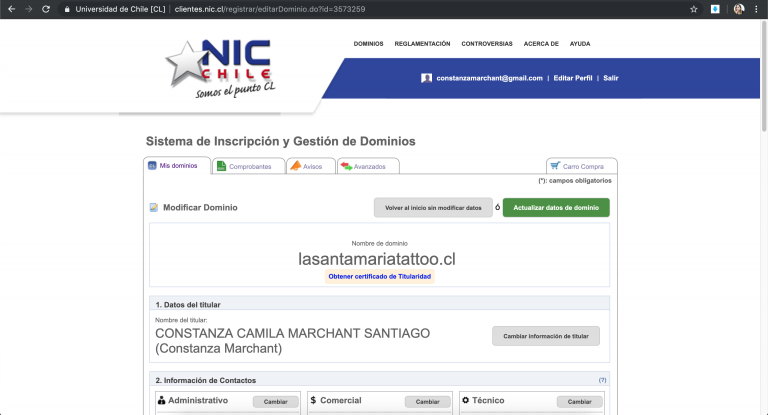 Universidad de Chile [CL] | clientes.nic.cl/registrar/editarDominio.do?id=3573259
NIC
CHILE
Somos el punto CL
DOMINIOS REGLAMENTACIÓN CONTROVERSIAS ACERCA DE AYUDA
constanzamarchant@gmail.com | Editar Perfil | Salir
Sistema de Inscripción y Gestión de Dominios
Mis dominios Comprobantes Avisos Avanzados Carro Compra
(*): campos obligatorios
Modificar Dominio Volver al inicio sin modificar datos ó Actualizar datos de dominio
Nombre de dominio
lasantamariatattoo.cl
Obtener certificado de Titularidad
1. Datos del titular
Nombre del titular:
CONSTANZA CAMILA MARCHANT SANTIAGO
(Constanza Marchant)
Cambiar información de titular
2. Información de Contactos (?)
Administrativo Cambiar $ Comercial Cambiar Técnico Cambiar